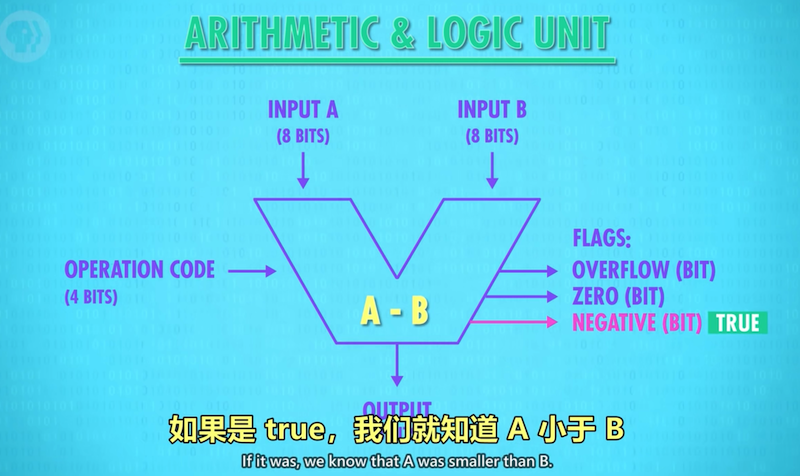 ARITHMETIC & LOGIC UNIT
INPUT A
(8 BITS)
INPUT B
(8 BITS)
OPERATION CODE
(4 BITS)
A - B
FLAGS:
OVERFLOW (BIT)
ZERO (BIT)
NEGATIVE (BIT) TRUE
OUTPUT
如果是 true，我们就知道 A 小于 B
If it was, we know that A was smaller than B.